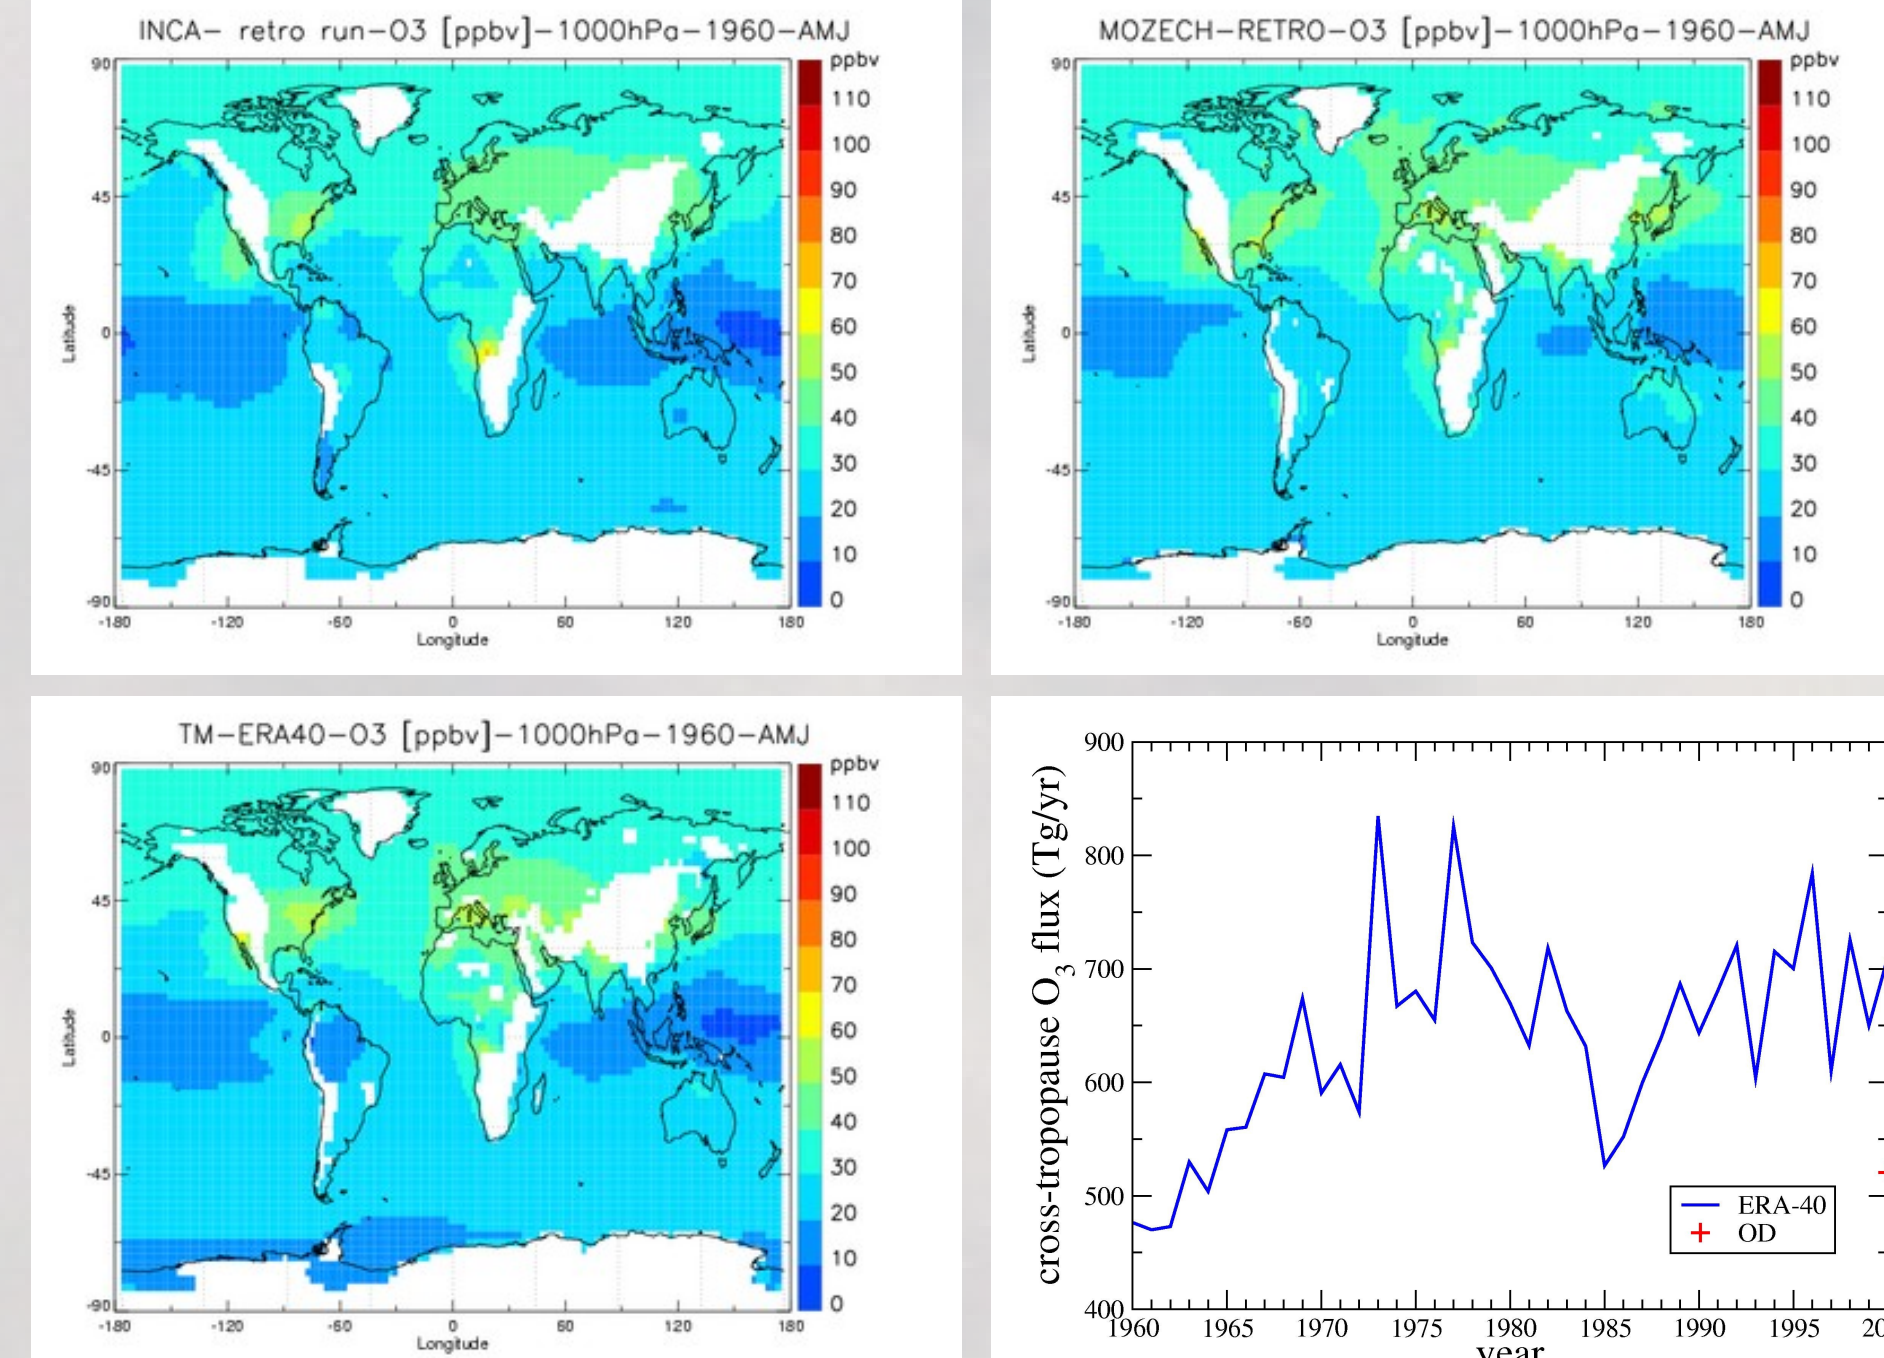 INCA- retro run-O3 [ppbv]-1000hPa-1960-AMJ
ppbv
110
100
90
80
70
60
50
40
30
20
10
0
90
45
0
-45
-90
Latitude
-180 -120 -60 0 60 120 180
Longitude
MOZECH-RETRO-O3 [ppbv]-1000hPa-1960-AMJ
ppbv
110
100
90
80
70
60
50
40
30
20
10
0
90
45
0
-45
-90
Latitude
-180 -120 -60 0 60 120 180
Longitude
TM-ERA40-O3 [ppbv]-1000hPa-1960-AMJ
ppbv
110
100
90
80
70
60
50
40
30
20
10
0
90
45
0
-45
-90
Latitude
-180 -120 -60 0 60 120 180
Longitude
900
800
700
600
500
400
cross-tropopause O3 flux (Tg/yr)
ERA-40
OD
1960 1965 1970 1975 1980 1985 1990 1995 20
year